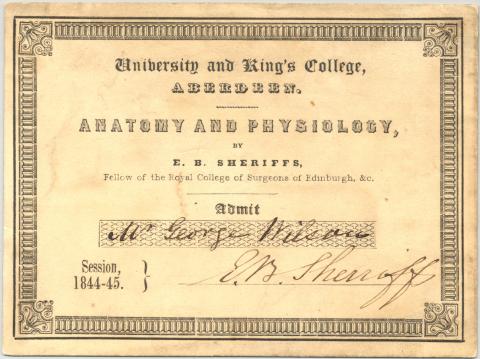 University and King's College,
ABERDEEN.
ANATOMY AND PHYSIOLOGY,
BY
E. B. SHERIFFS,
Fellow of the Royal College of Surgeons of Edinburgh, &c.
Admit
Mr George Wilson
Session,
1844-45. }
E. B. Sherriff